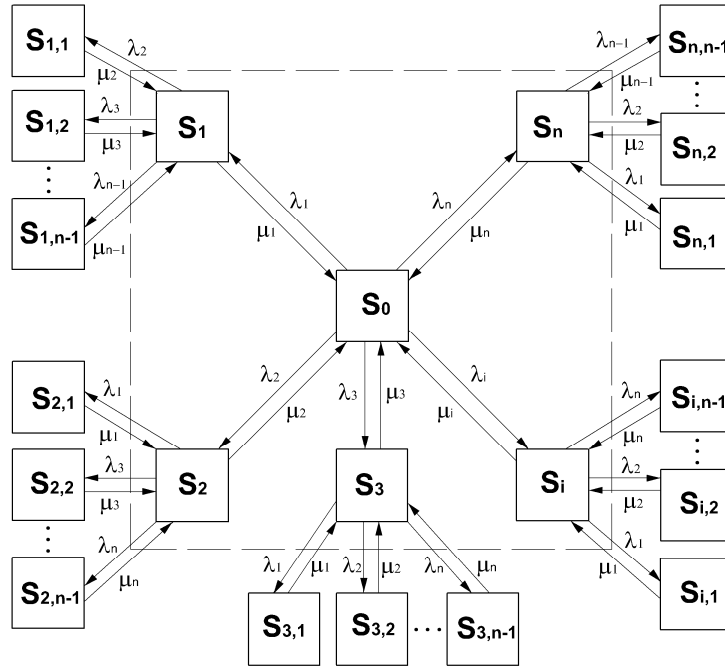 S1,1
λ2
μ2
S1,2
λ3
μ3
S1,n-1
λn−1
μn−1
S1
λ1
μ1
Sn
λn
μn
λn−1
μn−1
Sn,n-1
λ2
μ2
Sn,2
λ1
μ1
Sn,1
S0
λ2
μ2
λ3
μ3
λi
μi
S2,1
λ1
μ1
S2,2
λ3
μ3
S2,n-1
λn
μn
S2
S3
λ1
μ1
λ2
μ2
λn
μn
S3,1
S3,2
S3,n-1
Si
λn
μn
Si,n-1
λ2
μ2
Si,2
λ1
μ1
Si,1